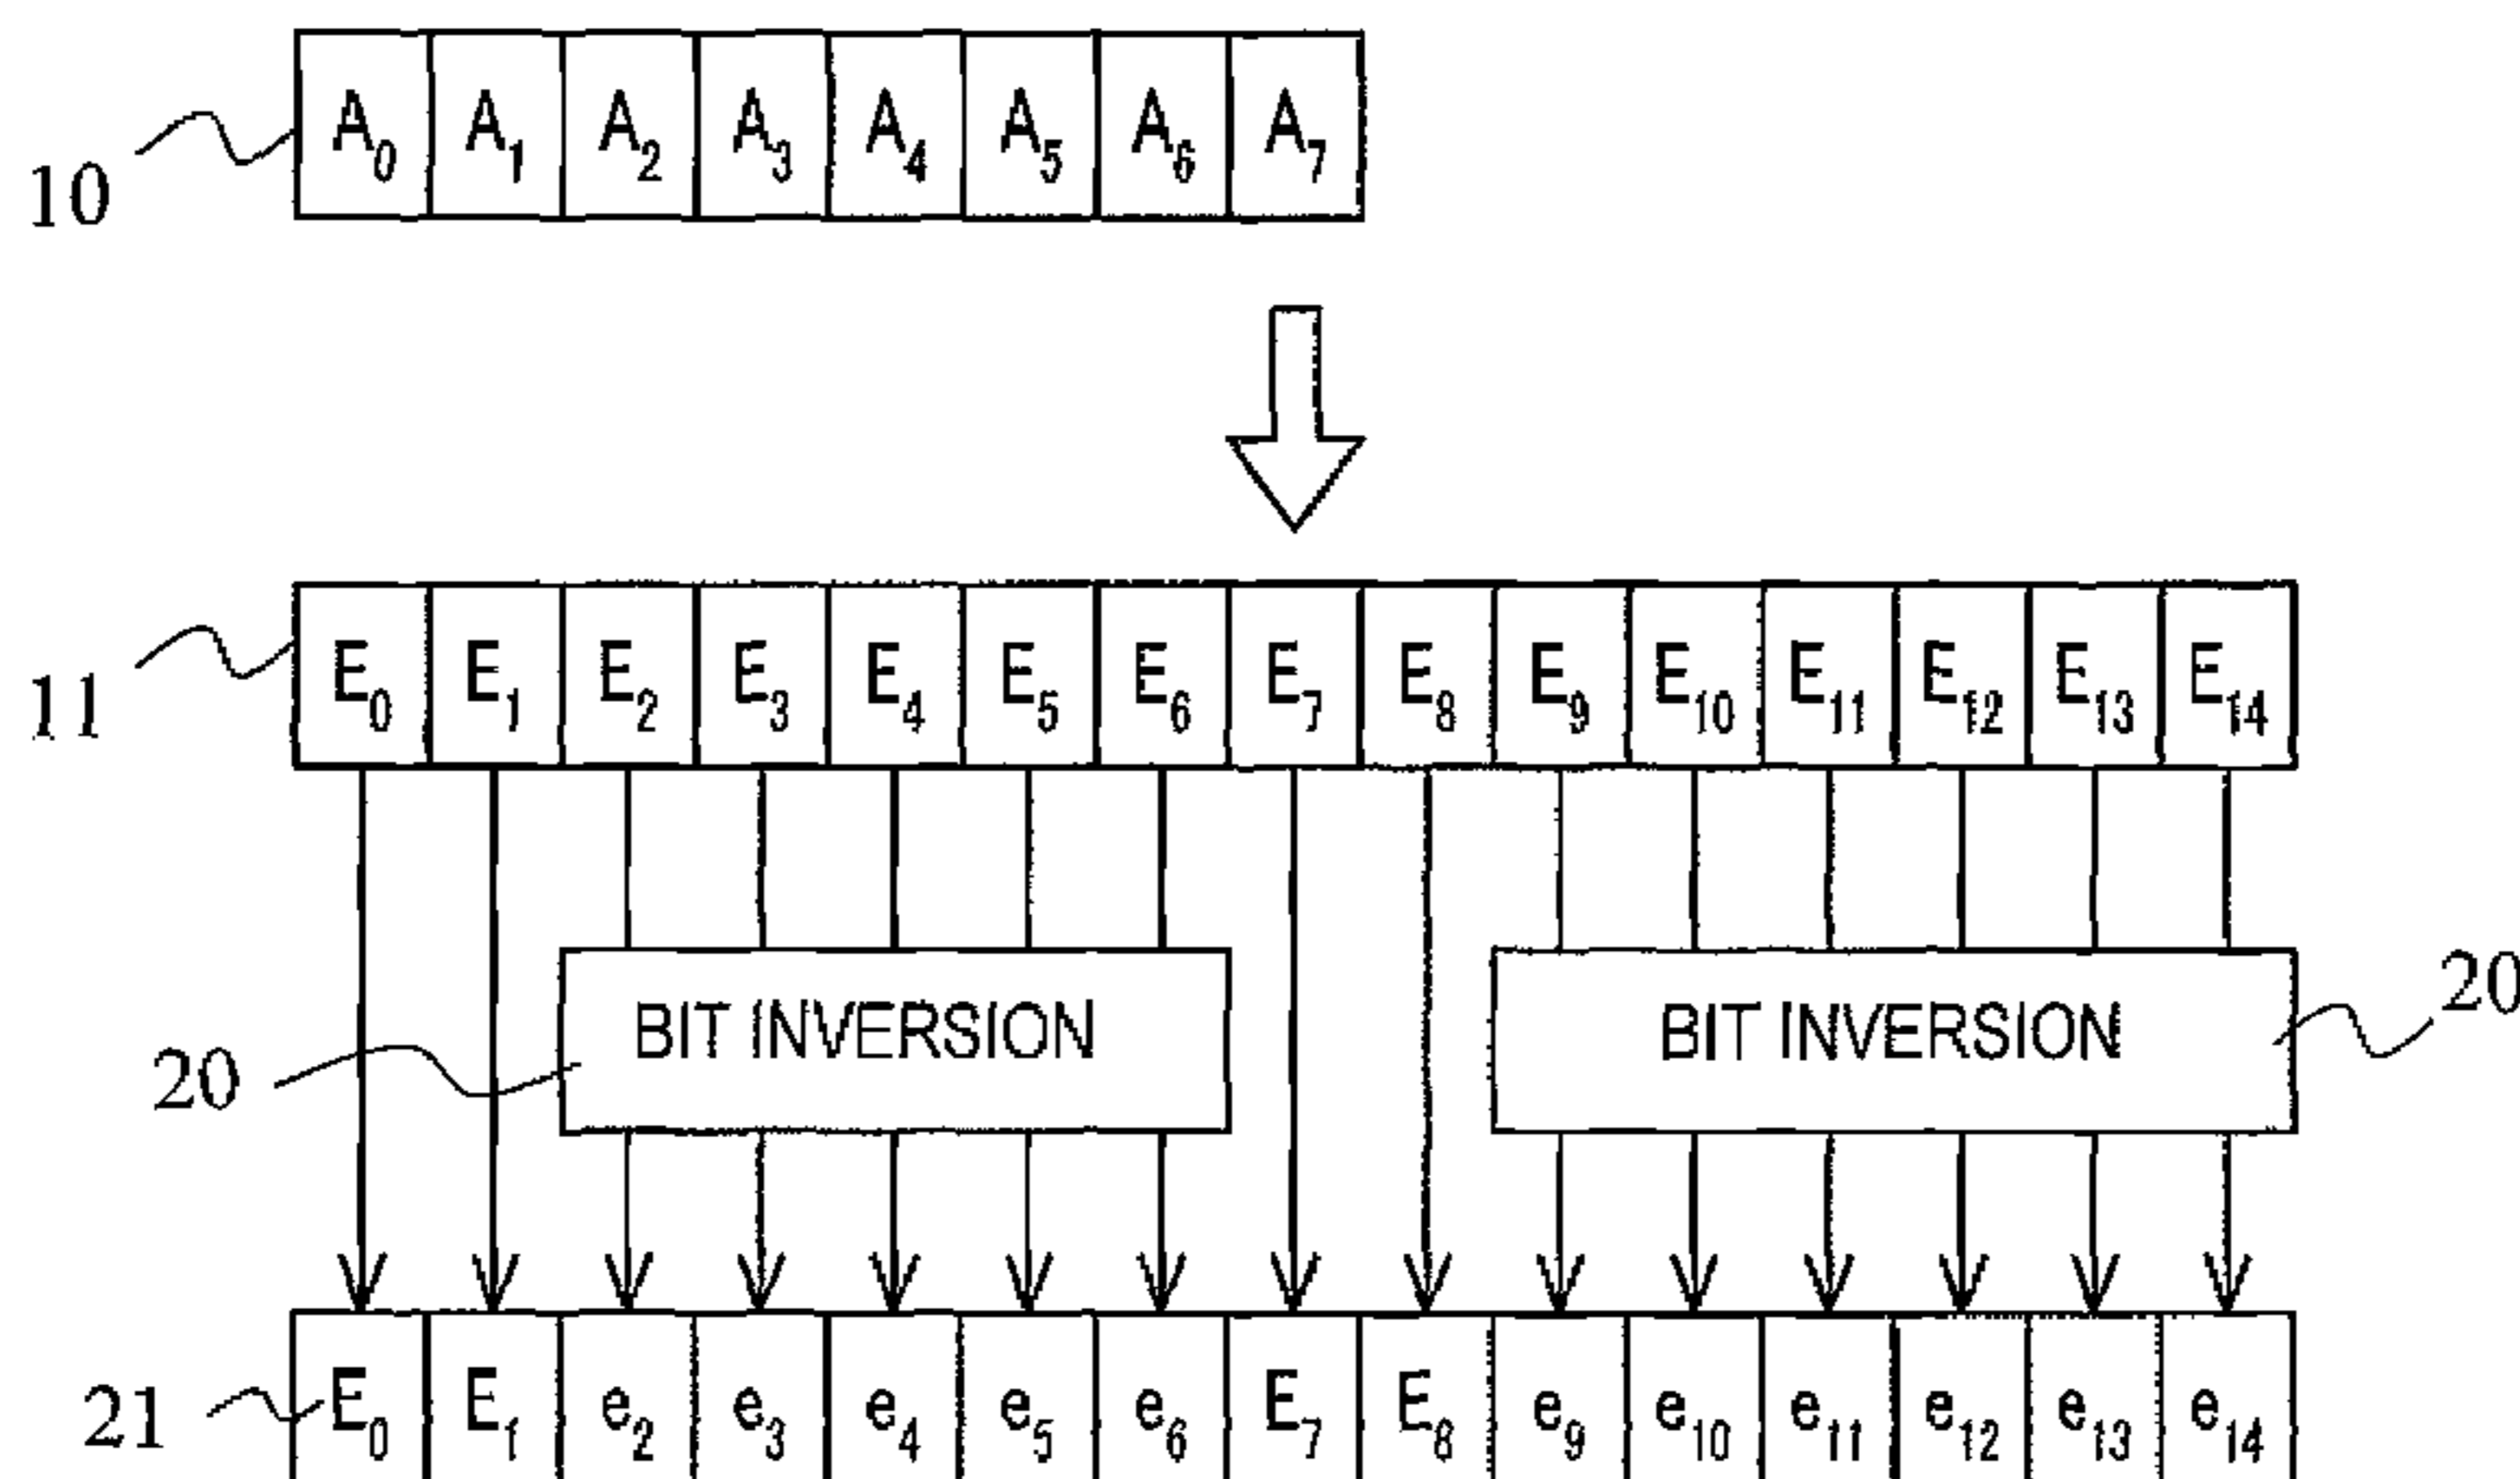 A0 A1 A2 A3 A4 A5 A6 A7
10
E0 E1 E2 E3 E4 E5 E6 E7 E8 E9 E10 E11 E12 E13 E14
11
BIT INVERSION BIT INVERSION
20 20
21 E0 E1 e2 e3 e4 e5 e6 E7 E8 e9 e10 e11 e12 e13 e14